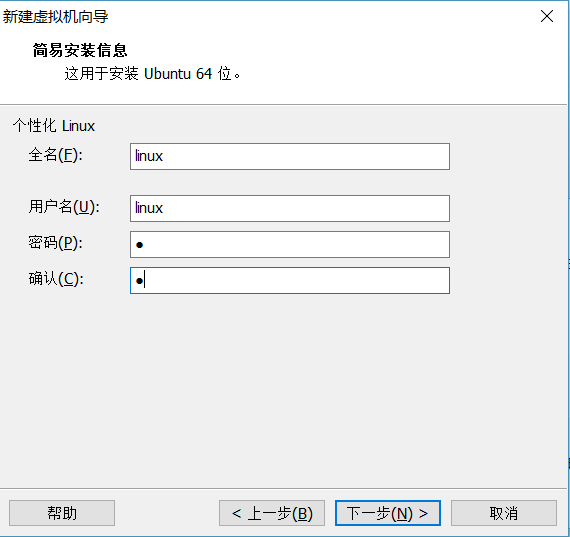 新建虚拟机向导
简易安装信息
这用于安装 Ubuntu 64 位。
个性化 Linux
全名(F): linux
用户名(U): linux
密码(P): ●
确认(C): ●
帮助 < 上一步(B) 下一步(N) > 取消